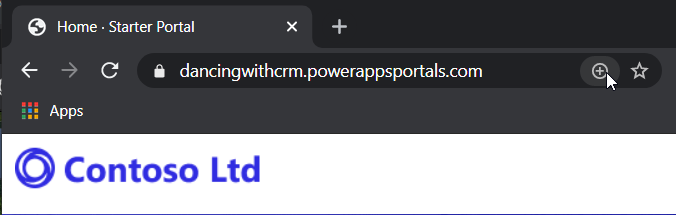 Home · Starter Portal
dancingwithcrm.powerappsportals.com
Apps
Contoso Ltd